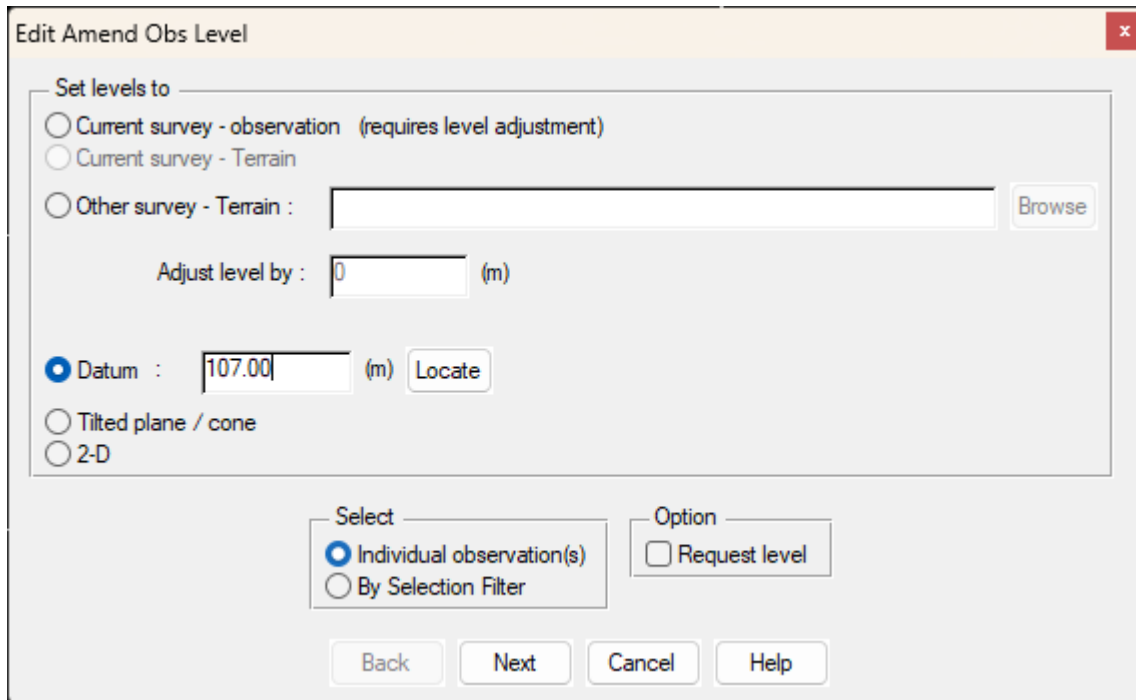 Edit Amend Obs Level
x
Set levels to
Current survey - observation (requires level adjustment)
Current survey - Terrain
Other survey - Terrain : Browse
Adjust level by : 0 (m)
Datum : 107.00 (m) Locate
Tilted plane / cone
2-D
Select
Individual observation(s)
By Selection Filter
Option
Request level
Back Next Cancel Help